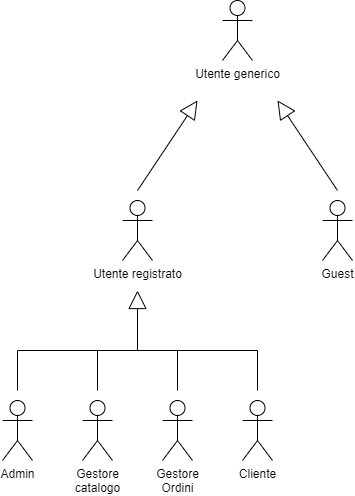 Utente generico
Utente registrato
Guest
Admin
Gestore
catalogo
Gestore
Ordini
Cliente